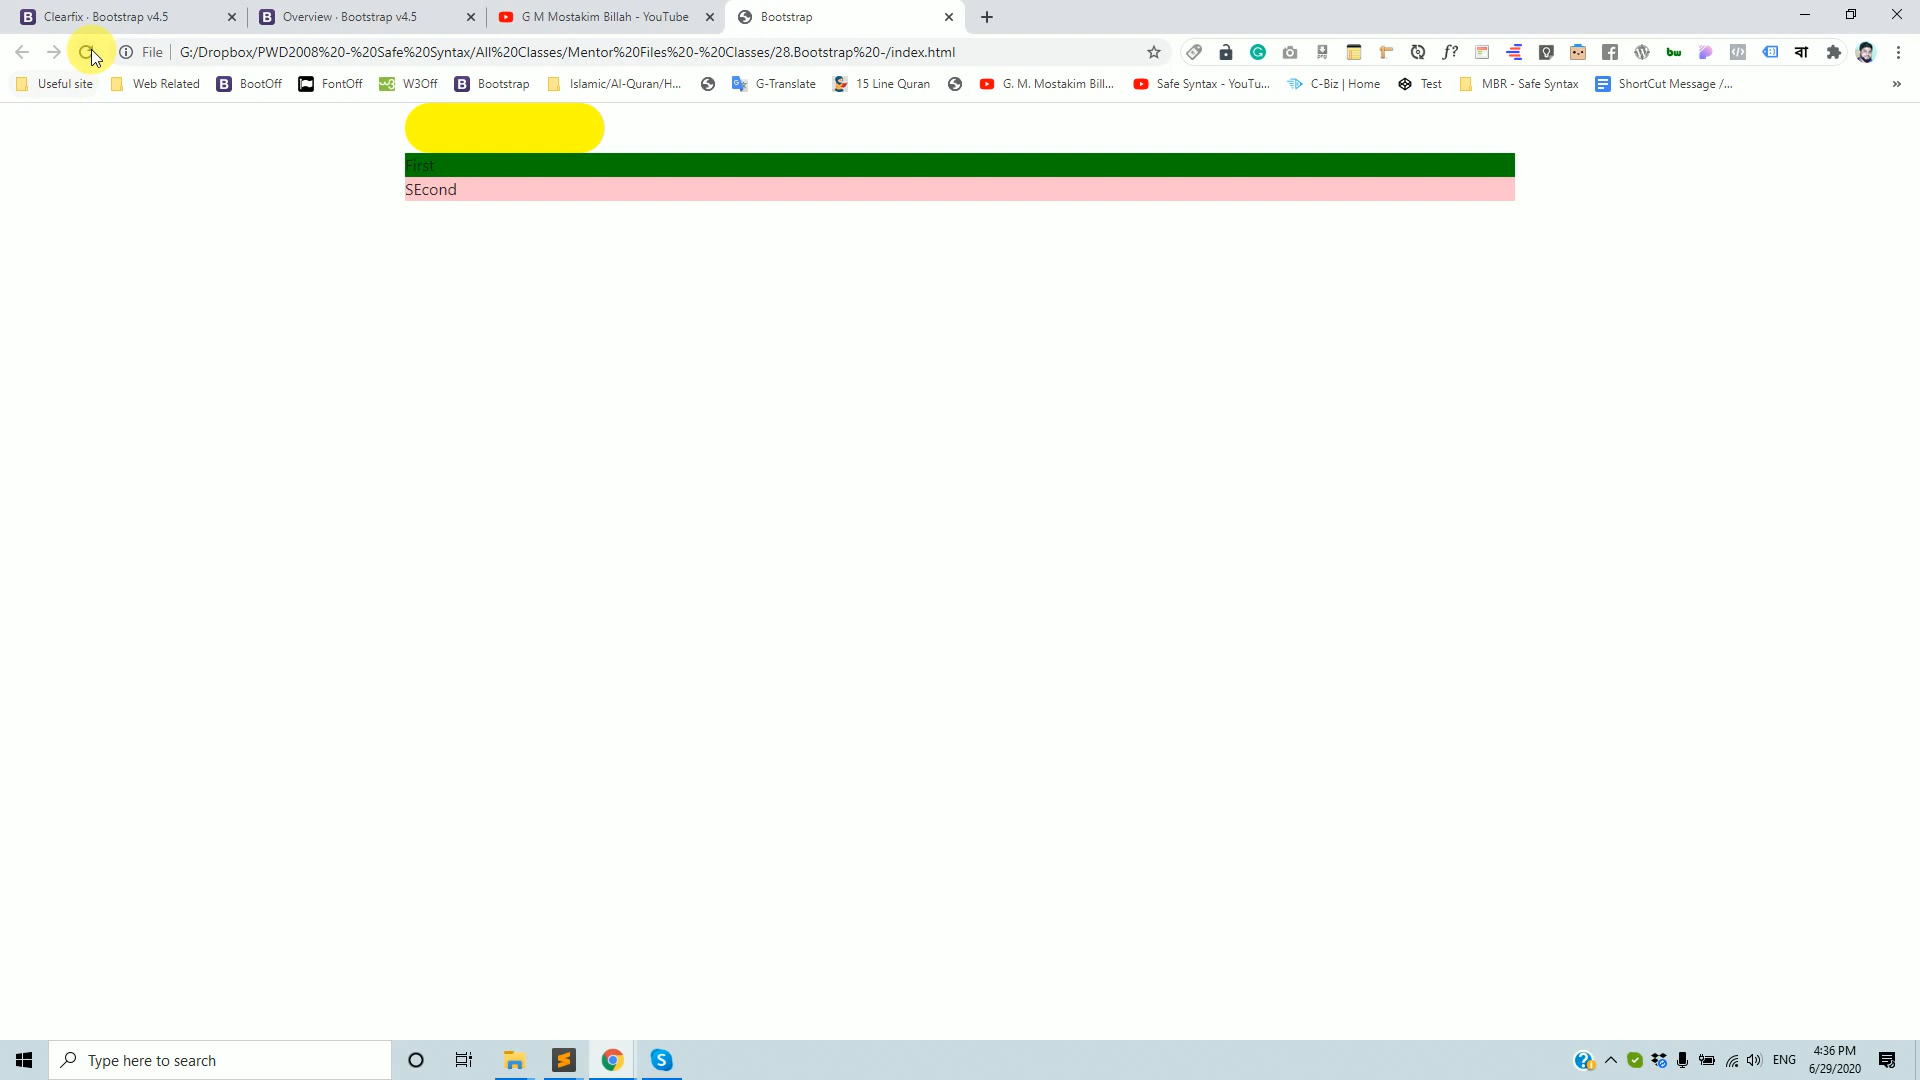 Clearfix · Bootstrap v4.5
Overview · Bootstrap v4.5
G M Mostakim Billah - YouTube
Bootstrap
File
G:/Dropbox/PWD2008%20-%20Safe%20Syntax/All%20Classes/Mentor%20Files%20-%20Classes/28.Bootstrap%20-/index.html
f?
bw
বা
Useful site
Web Related
BootOff
FontOff
W3Off
Bootstrap
Islamic/Al-Quran/H...
G-Translate
15 Line Quran
G. M. Mostakim Bill...
Safe Syntax - YouTu...
C-Biz | Home
Test
MBR - Safe Syntax
ShortCut Message /...
»
First
SEcond
Type here to search
ENG
4:36 PM
6/29/2020